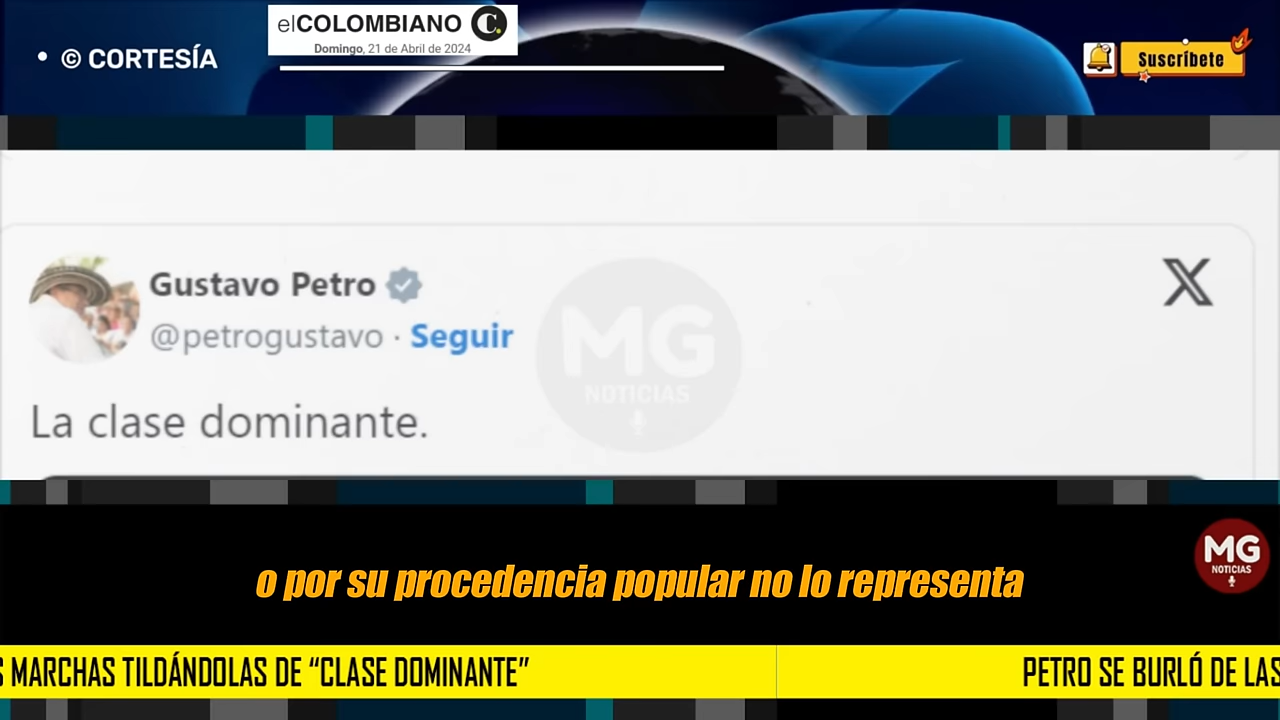 • © CORTESÍA
elCOLOMBIANO C.
Domingo, 21 de Abril de 2024
Suscríbete
Gustavo Petro
@petrogustavo · Seguir
X
La clase dominante.
MG
NOTICIAS
o por su procedencia popular no lo representa
MG
NOTICIAS
S MARCHAS TILDÁNDOLAS DE “CLASE DOMINANTE”
PETRO SE BURLÓ DE LAS